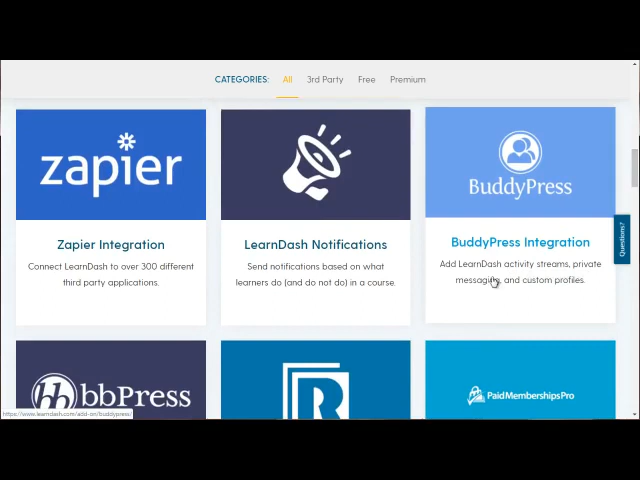 CATEGORIES: All 3rd Party Free Premium
zapier
BuddyPress
Zapier Integration
Connect LearnDash to over 300 different
third party applications.
LearnDash Notifications
Send notifications based on what
learners do (and do not do) in a course.
BuddyPress Integration
Add LearnDash activity streams, private
messaging, and custom profiles.
Questions?
bb bbPress
R
PaidMembershipsPro
https://www.learndash.com/add-on/buddypress/